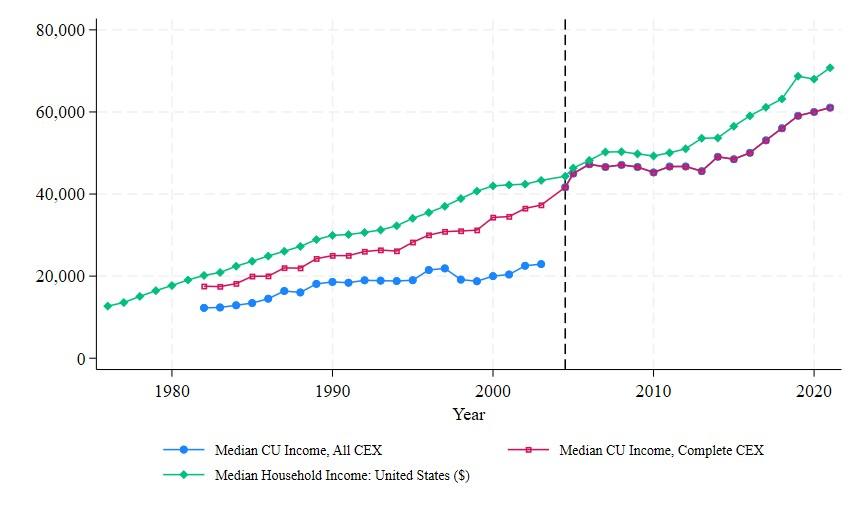 80,000
60,000
40,000
20,000
0
1980 1990 2000 2010 2020
Year
Median CU Income, All CEX Median CU Income, Complete CEX
Median Household Income: United States ($)